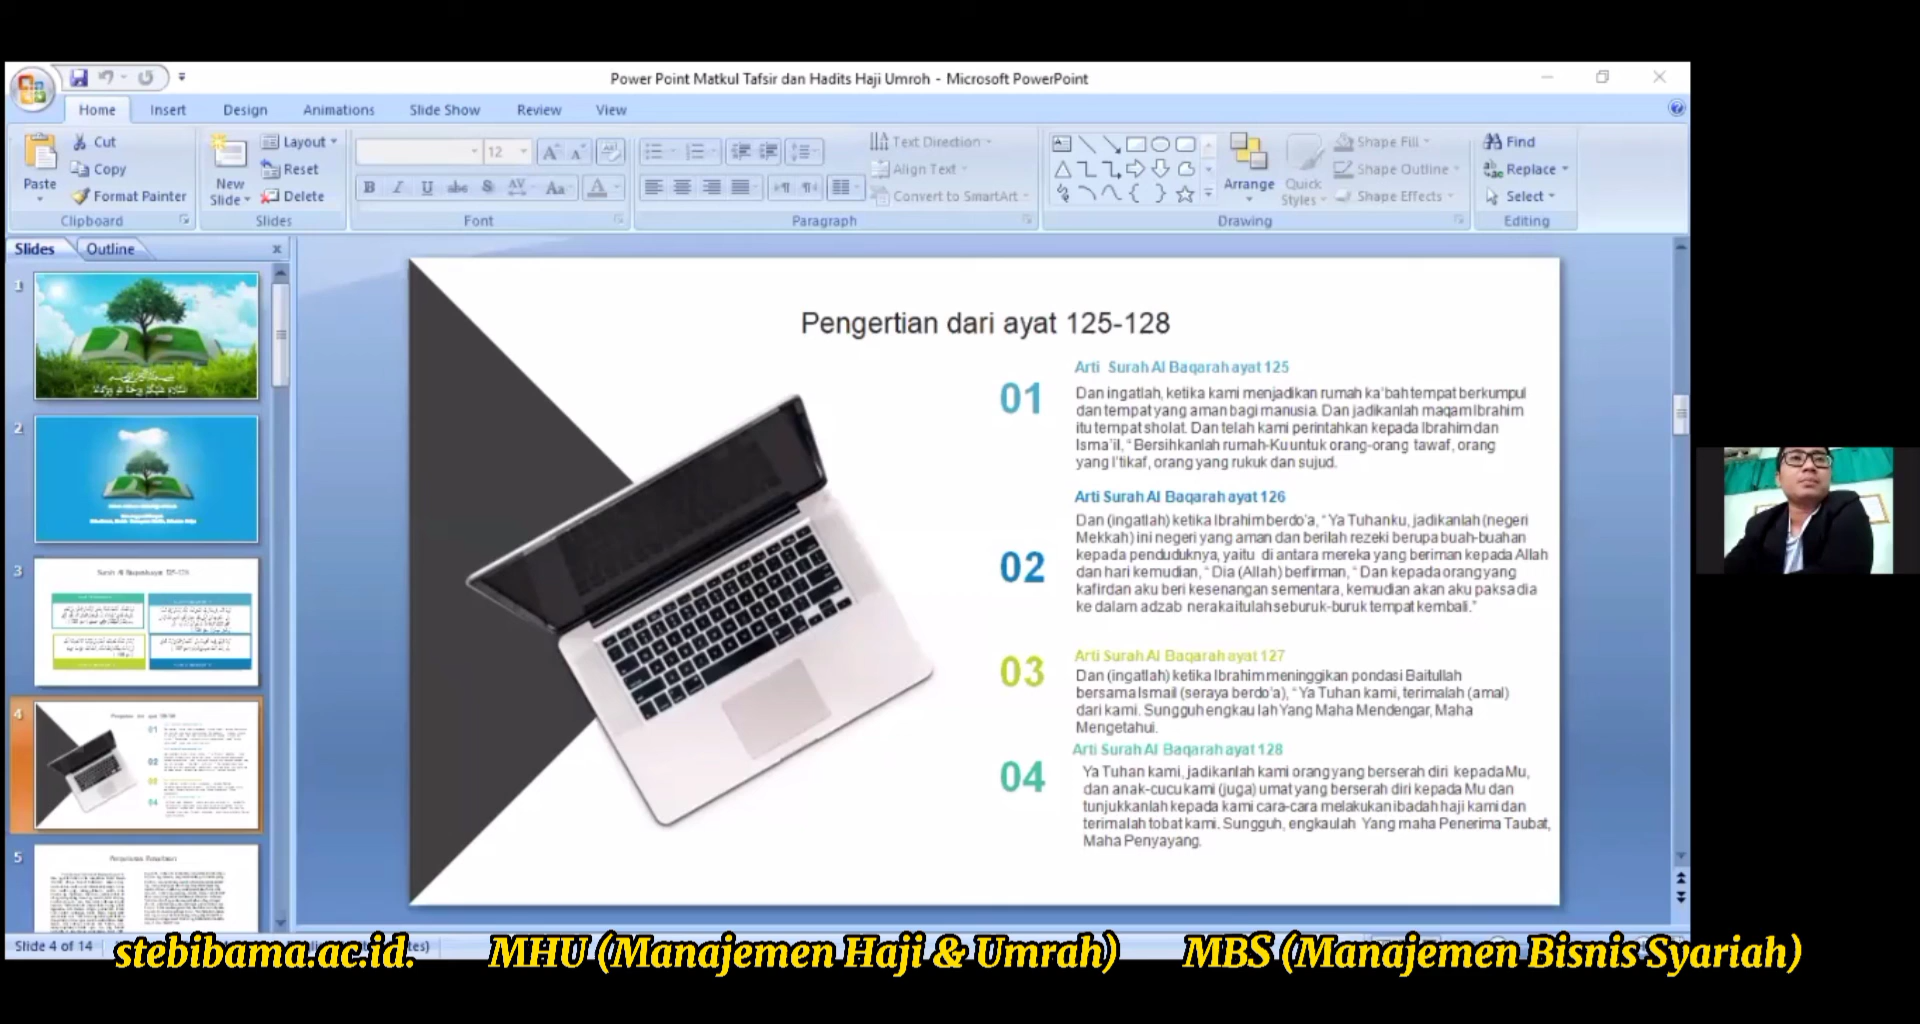 Power Point Matkul Tafsir dan Hadits Haji Umroh - Microsoft PowerPoint
Home Insert Design Animations Slide Show Review View
Paste
Cut
Copy
Format Painter
Clipboard
New Slide
Layout
Reset
Delete
Slides
12
Font
Text Direction
Align Text
Convert to SmartArt
Paragraph
Arrange
Quick Styles
Shape Fill
Shape Outline
Shape Effects
Drawing
Find
Replace
Select
Editing
Slides Outline
1
2
3
4
5
Pengertian dari ayat 125-128
01
Arti Surah Al Baqarah ayat 125
Dan ingatlah, ketika kami menjadikan rumah ka'bah tempat berkumpul
dan tempat yang aman bagi manusia. Dan jadikanlah maqam Ibrahim
itu tempat sholat. Dan telah kami perintahkan kepada Ibrahim dan
Isma'il, "Bersihkanlah rumah-Ku untuk orang-orang tawaf, orang
yang I'tikaf, orang yang rukuk dan sujud.
02
Arti Surah Al Baqarah ayat 126
Dan (ingatlah) ketika Ibrahim berdo'a, "Ya Tuhanku, jadikanlah (negeri
Mekkah) ini negeri yang aman dan berilah rezeki berupa buah-buahan
kepada penduduknya, yaitu di antara mereka yang beriman kepada Allah
dan hari kemudian, "Dia (Allah) berfirman, "Dan kepada orang yang
kafirdan aku beri kesenangan sementara, kemudian akan aku paksa dia
ke dalam adzab neraka itulah seburuk-buruk tempat kembali."
03
Arti Surah Al Baqarah ayat 127
Dan (ingatlah) ketika Ibrahim meninggikan pondasi Baitullah
bersama Ismail (seraya berdo'a), "Ya Tuhan kami, terimalah (amal)
dari kami. Sungguh engkau lah Yang Maha Mendengar, Maha
Mengetahui.
04
Arti Surah Al Baqarah ayat 128
Ya Tuhan kami, jadikanlah kami orang yang berserah diri kepada Mu,
dan anak-cucu kami (juga) umat yang berserah diri kepada Mu dan
tunjukkanlah kepada kami cara-cara melakukan ibadah haji kami dan
terimalah tobat kami. Sungguh, engkaulah Yang maha Penerima Taubat,
Maha Penyayang.
Slide 4 of 14
stebibama.ac.id. MHU (Manajemen Haji & Umrah) MBS (Manajemen Bisnis Syariah)